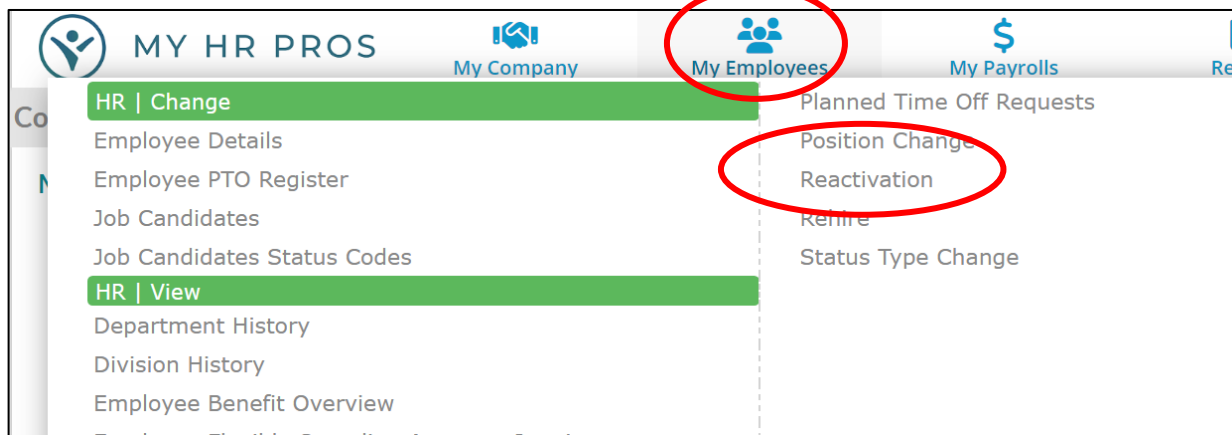 MY HR PROS
My Company
My Employees
My Payrolls
HR | Change
Employee Details
Employee PTO Register
Job Candidates
Job Candidates Status Codes
HR | View
Department History
Division History
Employee Benefit Overview
Planned Time Off Requests
Position Change
Reactivation
Rehire
Status Type Change